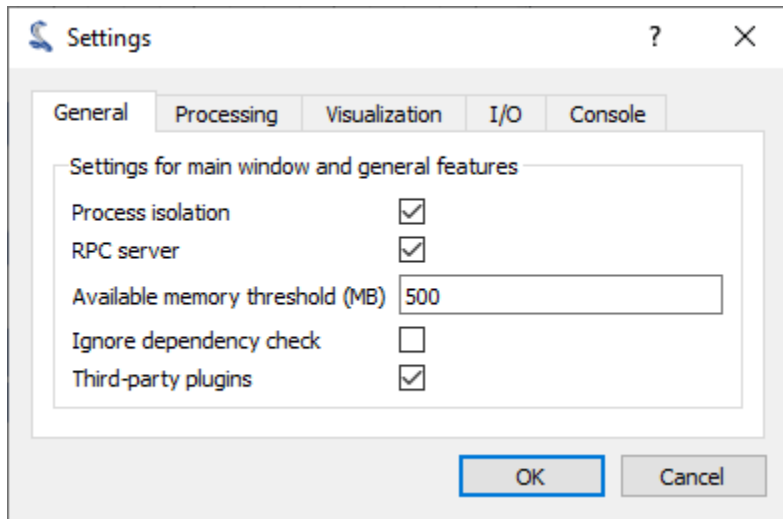 Settings
?
General Processing Visualization I/O Console
Settings for main window and general features
Process isolation
RPC server
Available memory threshold (MB) 500
Ignore dependency check
Third-party plugins
OK Cancel